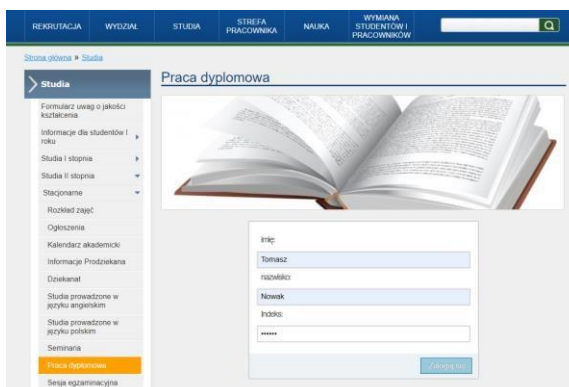 REKRUTACJA
WYDZIAŁ
STUDIA
STREFA
PRACOWNIKA
NAUKA
WYMIANA
STUDENTÓW I
PRACOWNIKÓW
Strona główna » Studia
Studia
Formularz uwag o jakości
kształcenia
Informacje dla studentów I
roku
Studia I stopnia
Studia II stopnia
Stacjonarne
Rozkład zajęć
Ogłoszenia
Kalendarz akademicki
Informacje Prodziekana
Dziekanat
Studia prowadzone w
języku angielskim
Studia prowadzone w
języku polskim
Seminaria
Praca dyplomowa
Sesja egzaminacyjna
Praca dyplomowa
Imię:
Tomasz
nazwisko:
Nowak
Indeks:
••••••
Zaloguj się